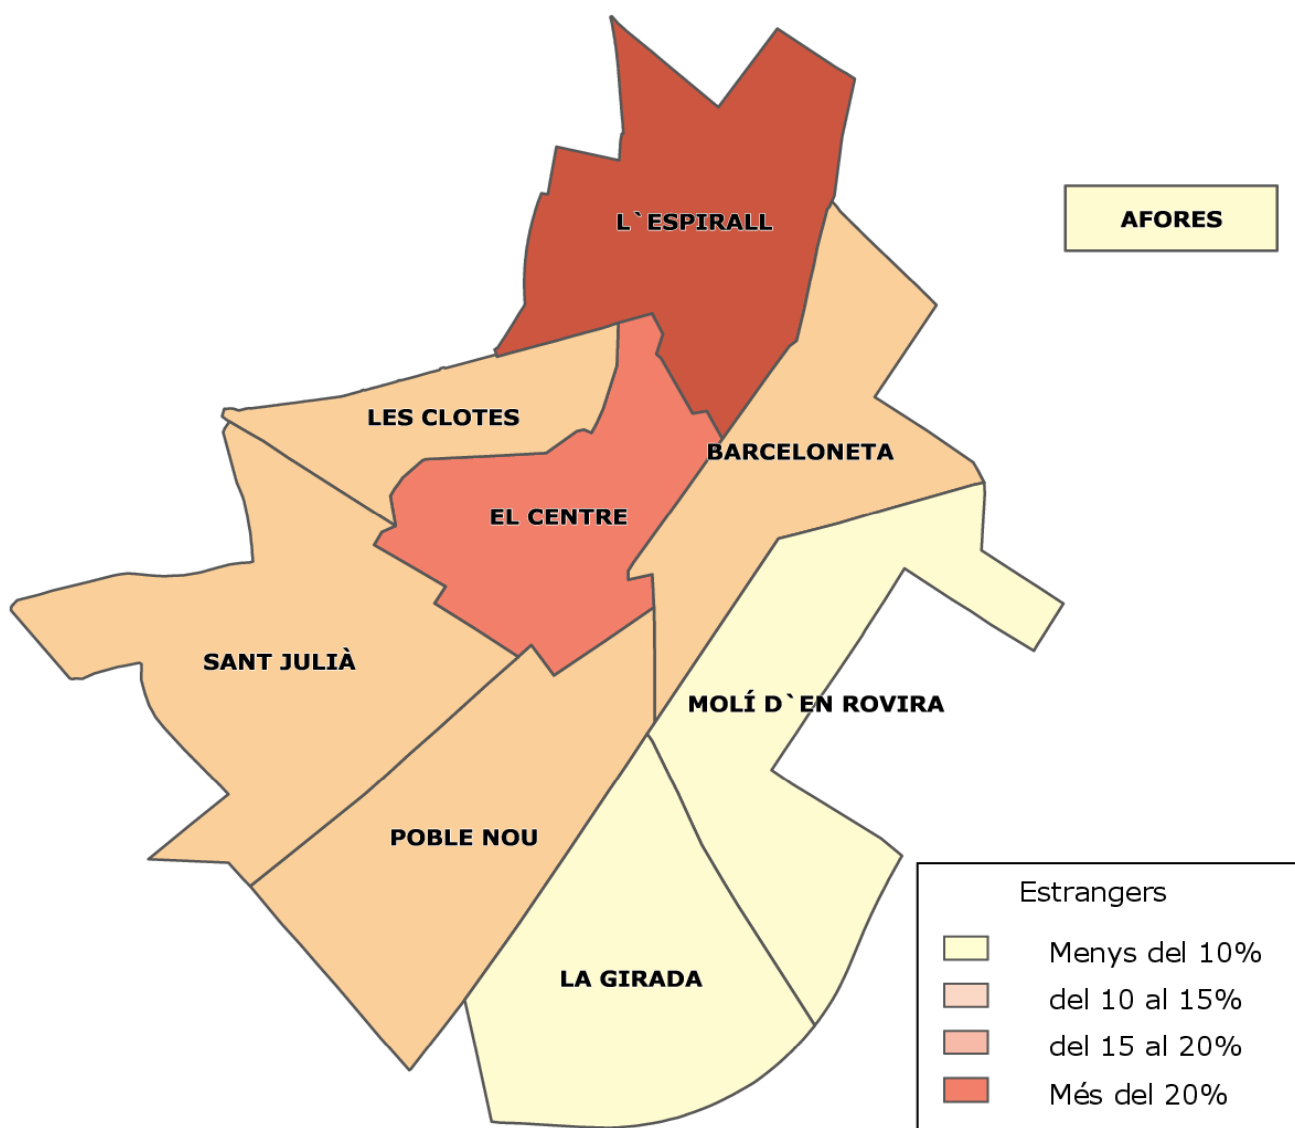 L`ESPIRALL
AFORES
LES CLOTES
BARCELONETA
EL CENTRE
SANT JULIÀ
MOLÍ D`EN ROVIRA
POBLE NOU
LA GIRADA
Estrangers
Menys del 10%
del 10 al 15%
del 15 al 20%
Més del 20%